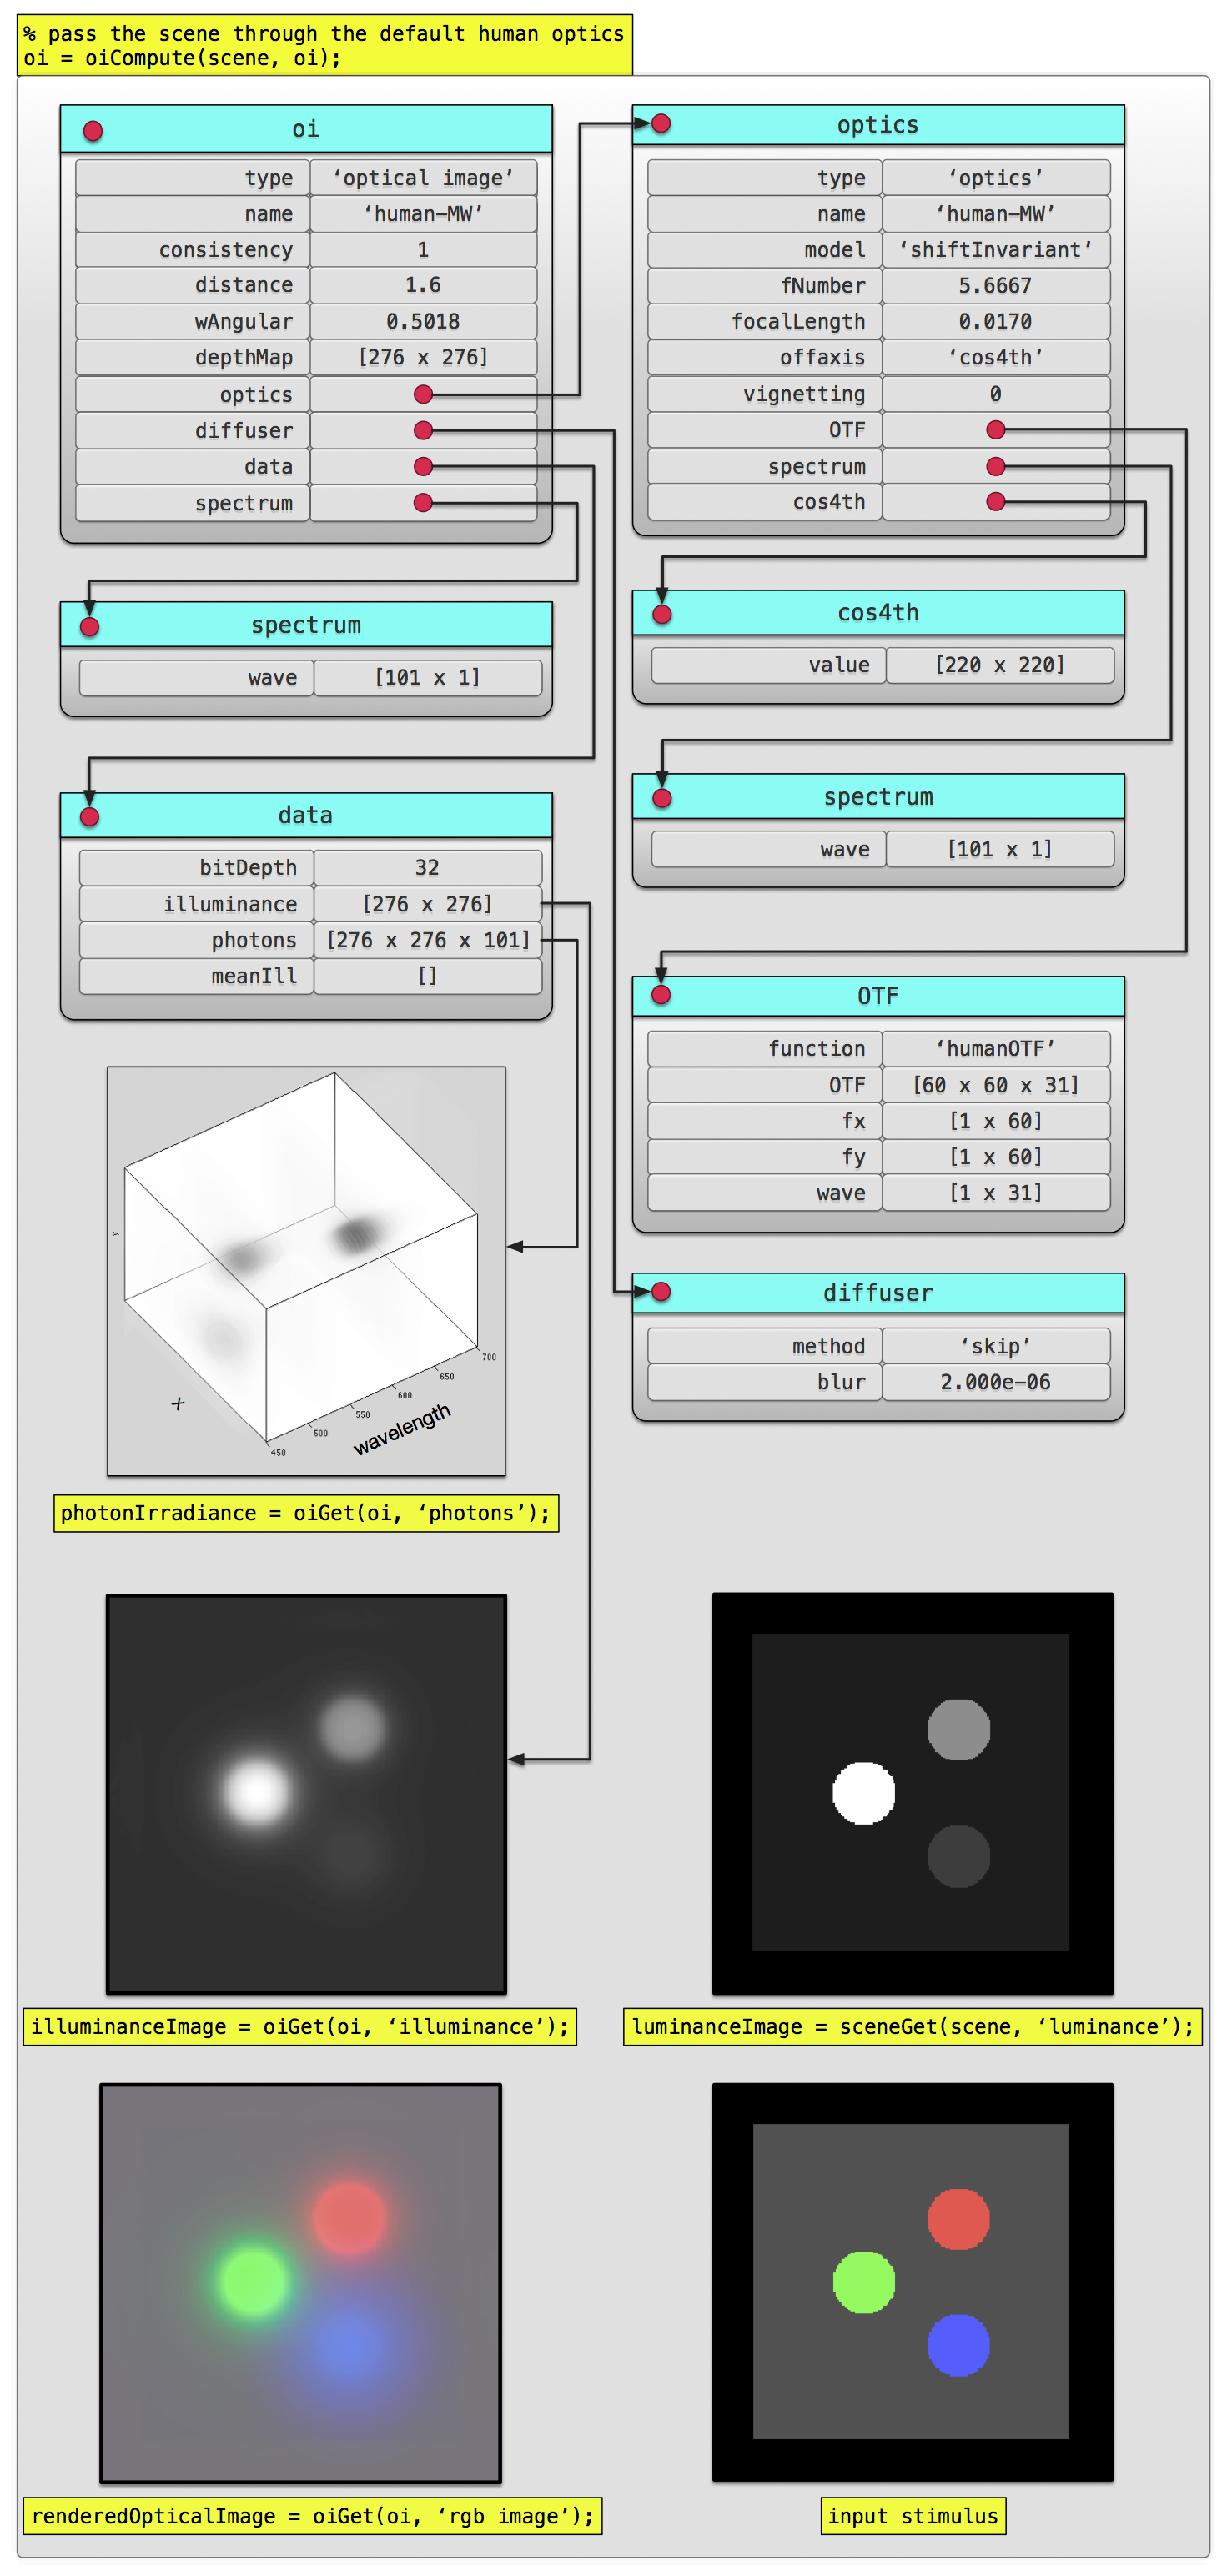 % pass the scene through the default human optics
oi = oiCompute(scene, oi);
oi
type ‘optical image’
name ‘human–MW’
consistency 1
distance 1.6
wAngular 0.5018
depthMap [276 x 276]
optics
diffuser
data
spectrum
optics
type ‘optics’
name ‘human–MW’
model ‘shiftInvariant’
fNumber 5.6667
focalLength 0.0170
offaxis ‘cos4th’
vignetting 0
OTF
spectrum
cos4th
spectrum
wave [101 x 1]
cos4th
value [220 x 220]
data
bitDepth 32
illuminance [276 x 276]
photons [276 x 276 x 101]
meanIll []
spectrum
wave [101 x 1]
OTF
function ‘humanOTF’
OTF [60 x 60 x 31]
fx [1 x 60]
fy [1 x 60]
wave [1 x 31]
diffuser
method ‘skip’
blur 2.000e–06
y
x
450
500
550
600
650
700
wavelength
photonIrradiance = oiGet(oi, ‘photons’);
illuminanceImage = oiGet(oi, ‘illuminance’);
luminanceImage = sceneGet(scene, ‘luminance’);
renderedOpticalImage = oiGet(oi, ‘rgb image’);
input stimulus